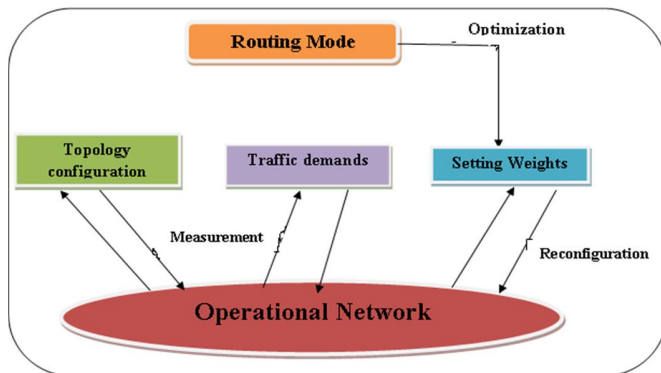 Routing Mode
Optimization
Topology
configuration
Traffic demands
Setting Weights
Measurement
Reconfiguration
Operational Network